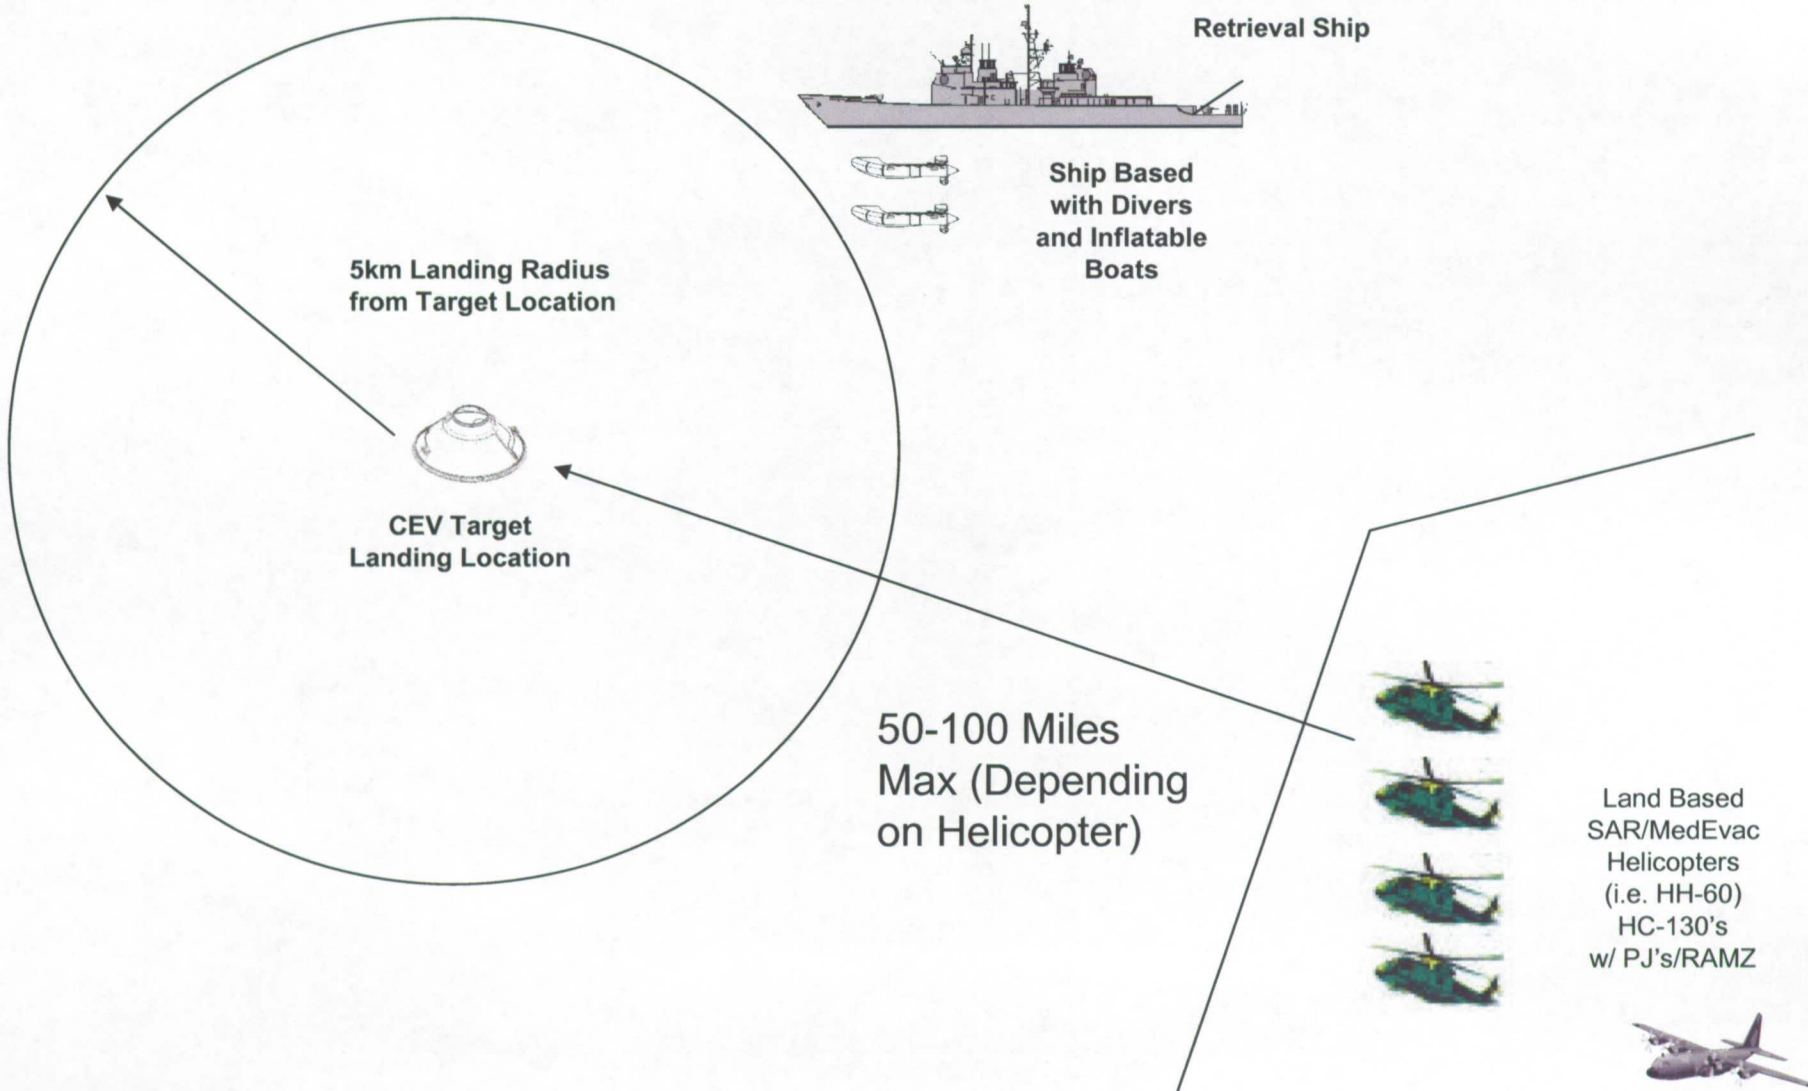 Retrieval Ship
Ship Based
with Divers
and Inflatable
Boats
5km Landing Radius
from Target Location
CEV Target
Landing Location
50-100 Miles
Max (Depending
on Helicopter)
Land Based
SAR/MedEvac
Helicopters
(i.e. HH-60)
HC-130's
w/ PJ's/RAMZ